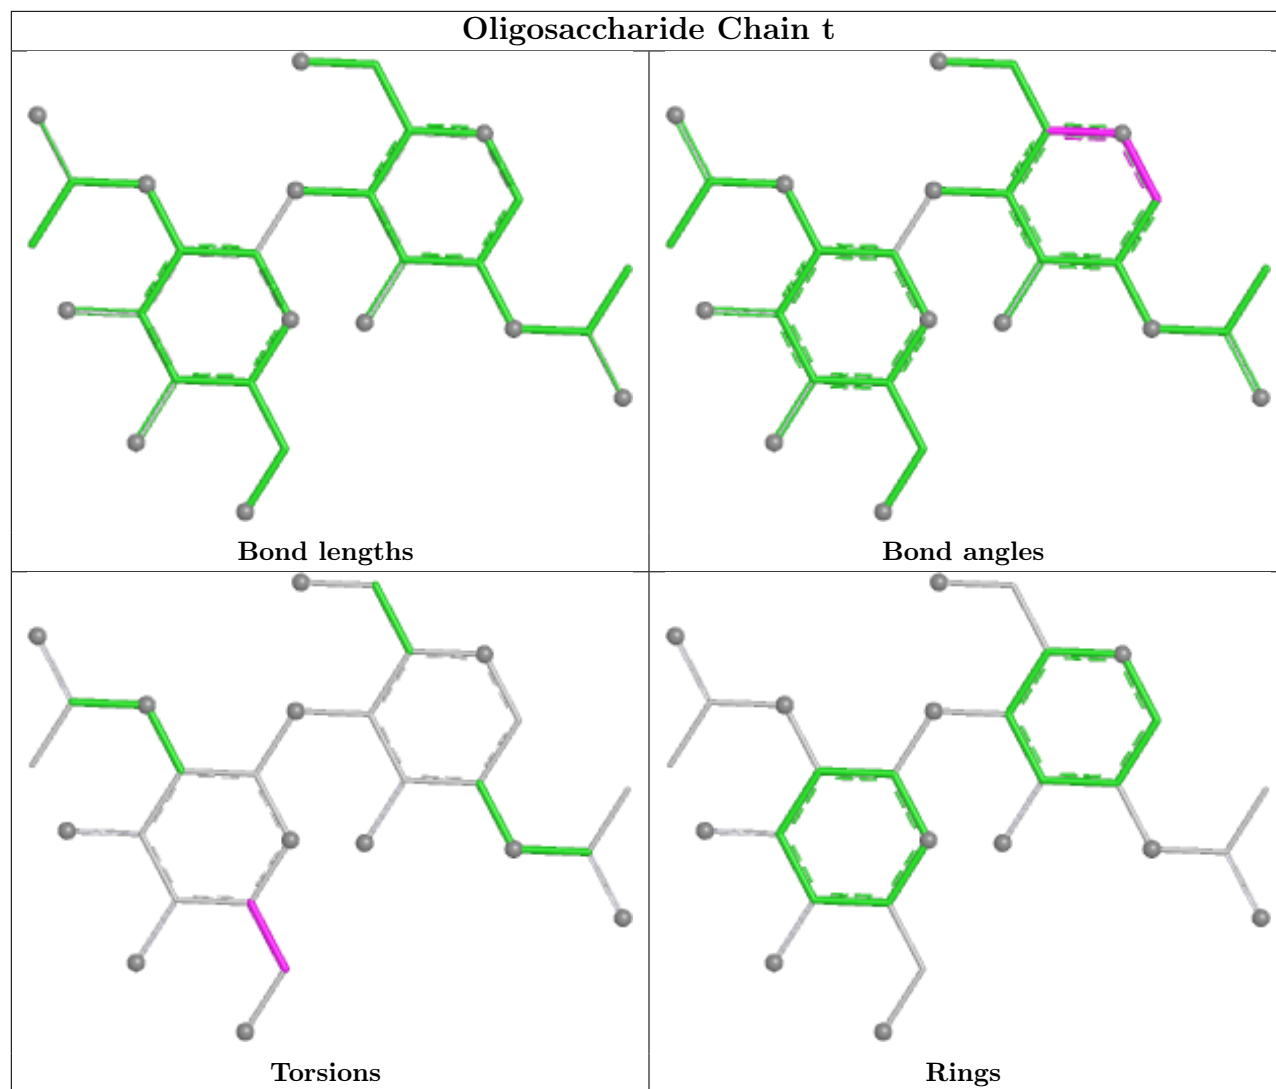 Oligosaccharide Chain t
Bond lengths
Bond angles
Torsions
Rings